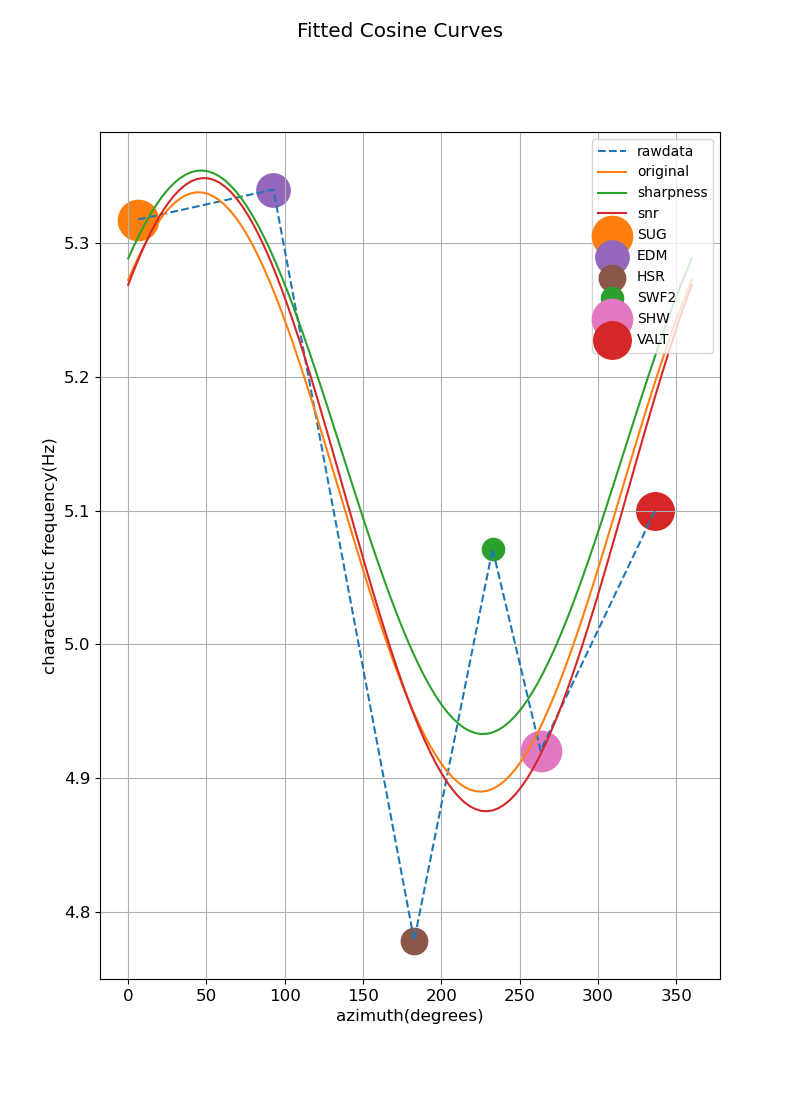 Fitted Cosine Curves
rawdata
original
sharpness
snr
SUG
EDM
HSR
SWF2
SHW
VALT
5.3
5.2
5.1
5.0
4.9
4.8
characteristic frequency(Hz)
0 50 100 150 200 250 300 350
azimuth(degrees)